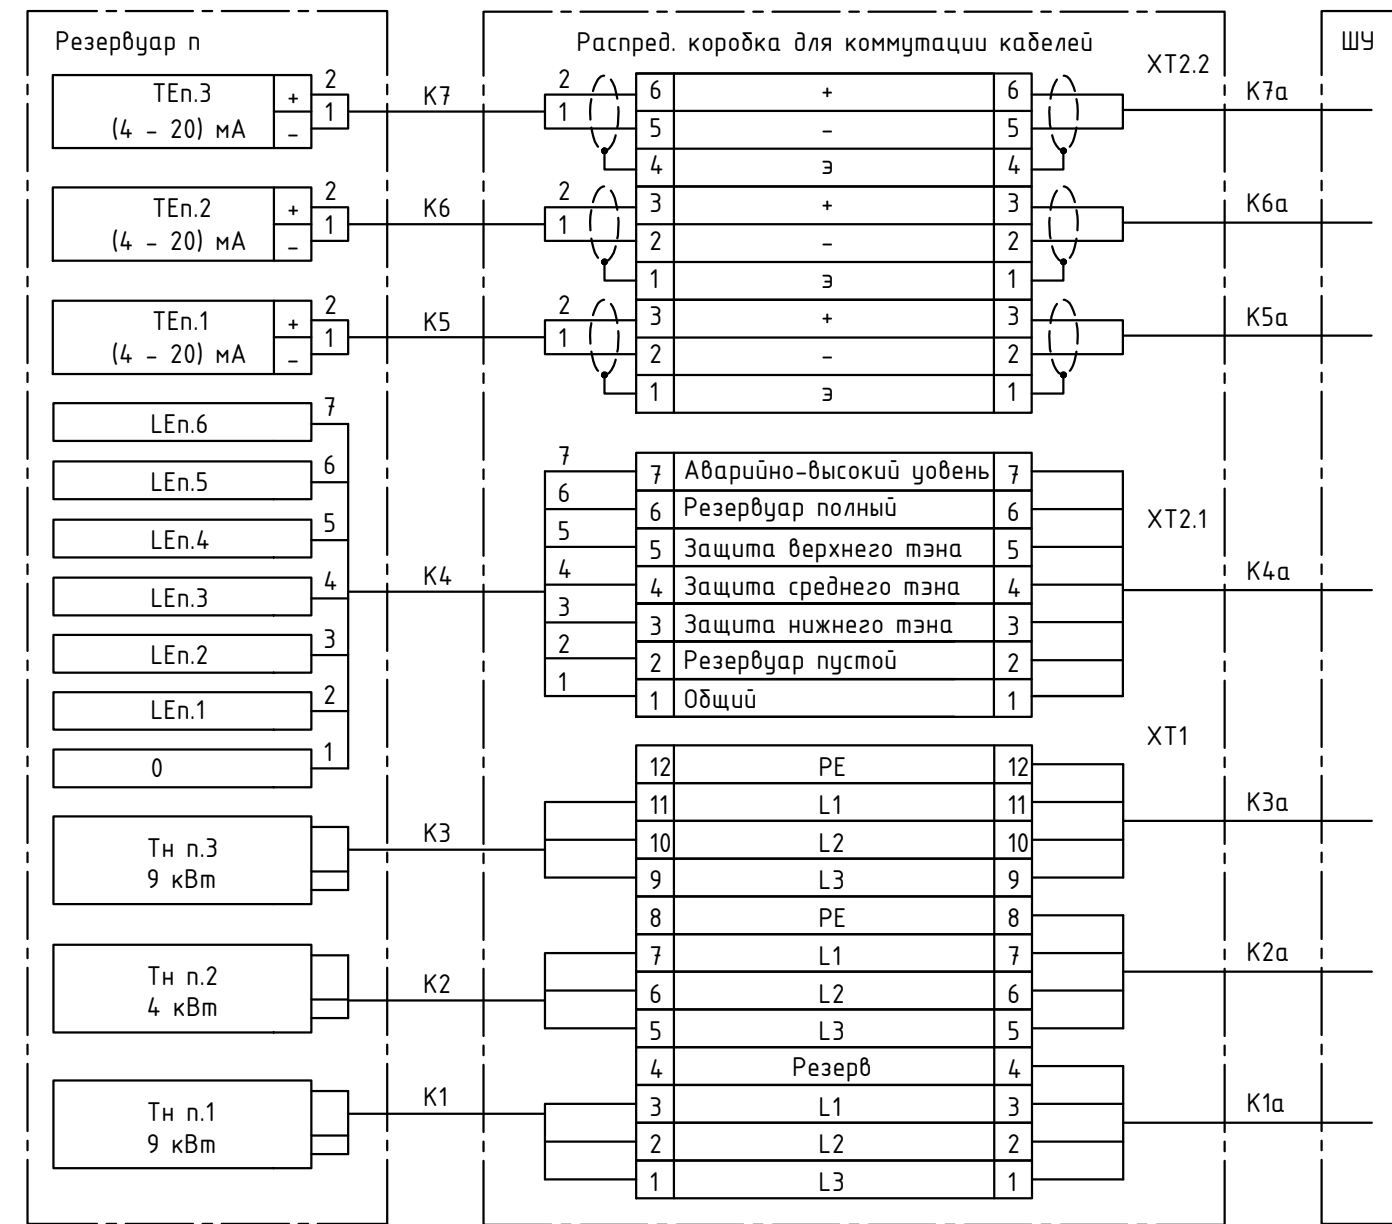 Резервуар n
Распред. коробка для коммутации кабелей
ШУ
XT2.2
TEn.3
(4 - 20) мА
+
-
2
1
K7
2
1
6 + 6
5 - 5
4 Э 4
K7a
TEn.2
(4 - 20) мА
+
-
2
1
K6
2
1
3 + 3
2 - 2
1 Э 1
K6a
TEn.1
(4 - 20) мА
+
-
2
1
K5
2
1
3 + 3
2 - 2
1 Э 1
K5a
LEn.6 7
LEn.5 6
LEn.4 5
LEn.3 4
LEn.2 3
LEn.1 2
0 1
K4
XT2.1
7 7 Аварийно-высокий уовень 7
6 6 Резервуар полный 6
5 5 Защита верхнего тэна 5
4 4 Защита среднего тэна 4
3 3 Защита нижнего тэна 3
2 2 Резервуар пустой 2
1 1 Общий 1
K4a
XT1
Тн n.3
9 кВт
K3
12 PE 12
11 L1 11
10 L2 10
9 L3 9
K3a
Тн n.2
4 кВт
K2
8 PE 8
7 L1 7
6 L2 6
5 L3 5
K2a
Тн n.1
9 кВт
K1
4 Резерв 4
3 L1 3
2 L2 2
1 L3 1
K1a